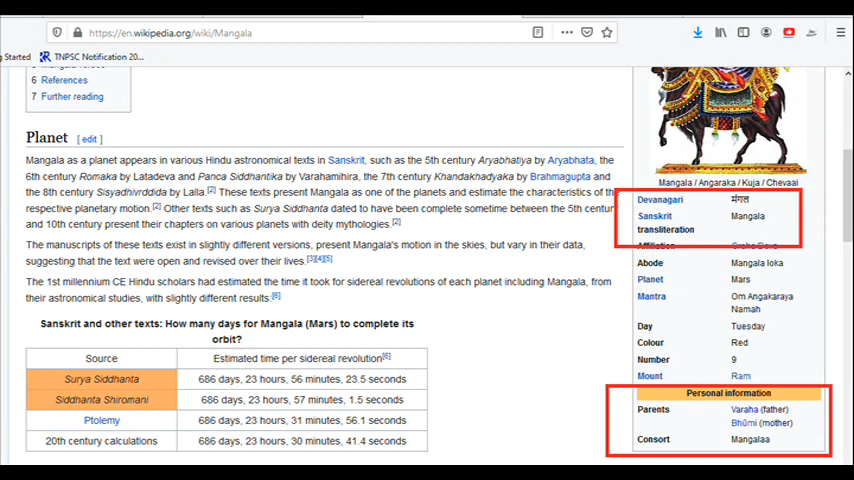 https://en.wikipedia.org/wiki/Mangala
g Started
TNPSC Notification 20...
6 References
7 Further reading
Planet [ edit ]
Mangala as a planet appears in various Hindu astronomical texts in Sanskrit, such as the 5th century Aryabhatiya by Aryabhata, the
6th century Romaka by Latadeva and Panca Siddhantika by Varahamihira, the 7th century Khandakhadyaka by Brahmagupta and
the 8th century Sisyadhivrddida by Lalla.[2] These texts present Mangala as one of the planets and estimate the characteristics of the
respective planetary motion.[2] Other texts such as Surya Siddhanta dated to have been complete sometime between the 5th century
and 10th century present their chapters on various planets with deity mythologies.[2]
The manuscripts of these texts exist in slightly different versions, present Mangala's motion in the skies, but vary in their data,
suggesting that the text were open and revised over their lives.[3][4][5]
The 1st millennium CE Hindu scholars had estimated the time it took for sidereal revolutions of each planet including Mangala, from
their astronomical studies, with slightly different results.[6]
Sanskrit and other texts: How many days for Mangala (Mars) to complete its
orbit?
Source Estimated time per sidereal revolution[6]
Surya Siddhanta 686 days, 23 hours, 56 minutes, 23.5 seconds
Siddhanta Shiromani 686 days, 23 hours, 57 minutes, 1.5 seconds
Ptolemy 686 days, 23 hours, 31 minutes, 56.1 seconds
20th century calculations 686 days, 23 hours, 30 minutes, 41.4 seconds
Mangala / Angaraka / Kuja / Chevaai
Devanagari मंगल
Sanskrit Mangala
transliteration
Affiliation Graha Deva
Abode Mangala loka
Planet Mars
Mantra Om Angakaraya
Namah
Day Tuesday
Colour Red
Number 9
Mount Ram
Personal information
Parents Varaha (father)
Bhūmi (mother)
Consort Mangalaa